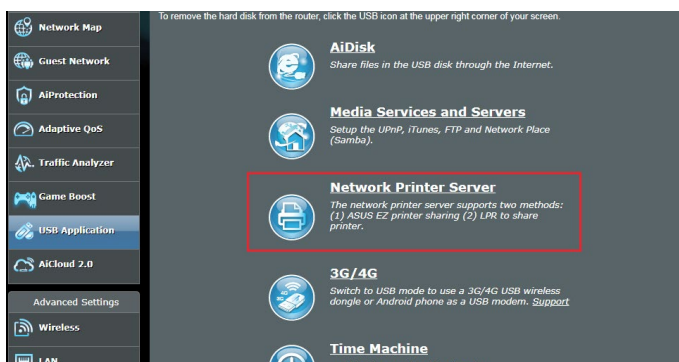 To remove the hard disk from the router, click the USB icon at the upper right corner of your screen.
Network Map
Guest Network
AiProtection
Adaptive QoS
Traffic Analyzer
Game Boost
USB Application
AiCloud 2.0
Advanced Settings
Wireless
LAN
AiDisk
Share files in the USB disk through the Internet.
Media Services and Servers
Setup the UPnP, iTunes, FTP and Network Place
(Samba).
Network Printer Server
The network printer server supports two methods:
(1) ASUS EZ printer sharing (2) LPR to share
printer.
3G/4G
Switch to USB mode to use a 3G/4G USB wireless
dongle or Android phone as a USB modem. Support
Time Machine